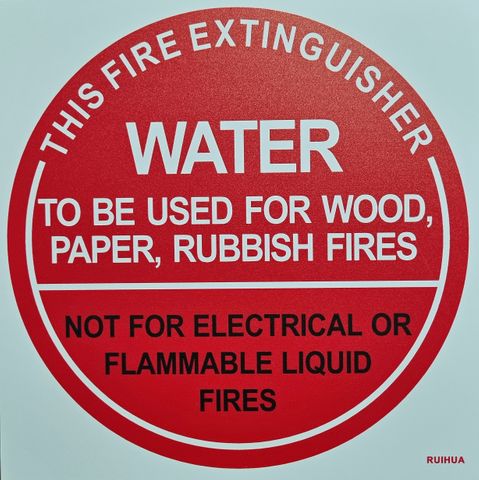 THIS FIRE EXTINGUISHER
WATER
TO BE USED FOR WOOD,
PAPER, RUBBISH FIRES
NOT FOR ELECTRICAL OR
FLAMMABLE LIQUID
FIRES
RUIHUA